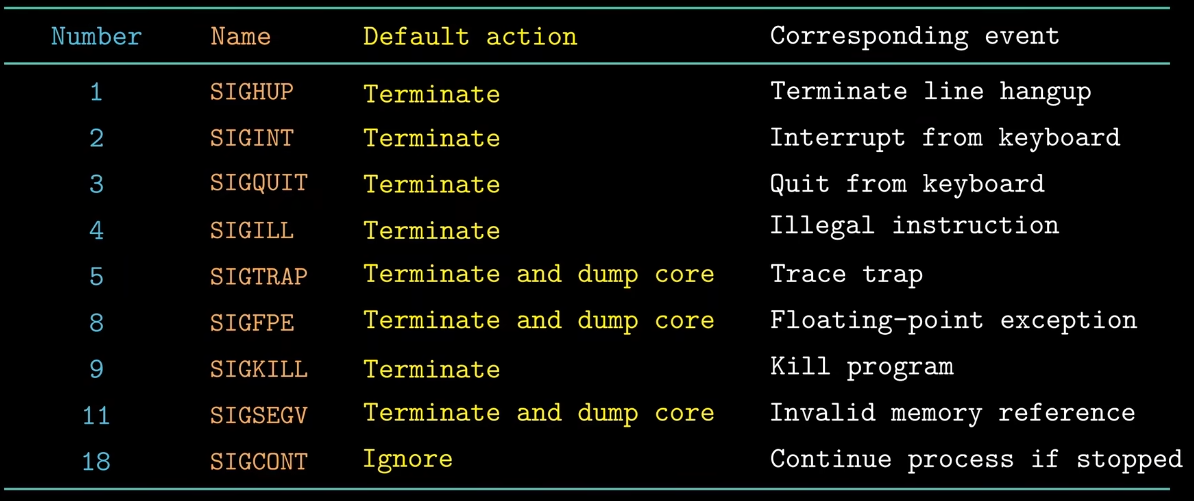 Number Name Default action Corresponding event
1 SIGHUP Terminate Terminate line hangup
2 SIGINT Terminate Interrupt from keyboard
3 SIGQUIT Terminate Quit from keyboard
4 SIGILL Terminate Illegal instruction
5 SIGTRAP Terminate and dump core Trace trap
8 SIGFPE Terminate and dump core Floating-point exception
9 SIGKILL Terminate Kill program
11 SIGSEGV Terminate and dump core Invalid memory reference
18 SIGCONT Ignore Continue process if stopped